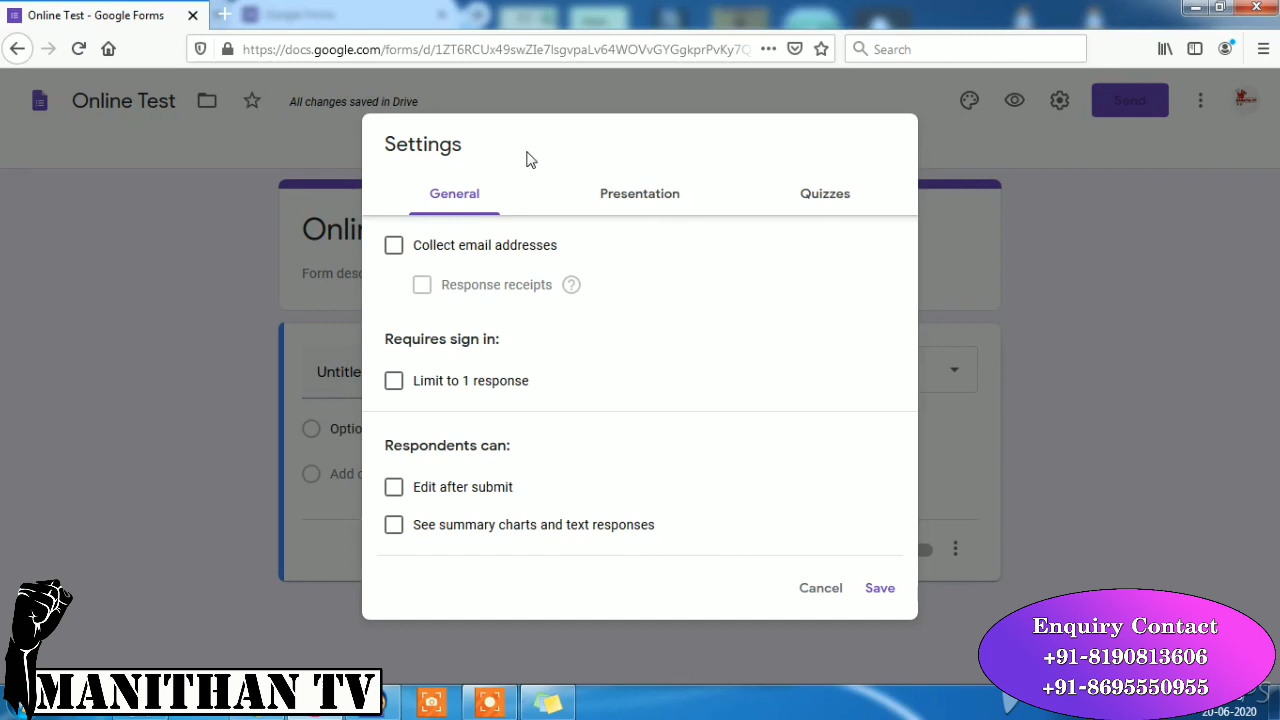 Online Test - Google Forms
Google Forms
https://docs.google.com/forms/d/1ZT6RCUx49swZIe7lsgvpaLv64WOVvGYGgkprPvKy7Q
Search
Online Test
All changes saved in Drive
Send
Settings
General
Presentation
Quizzes
Collect email addresses
Response receipts
Requires sign in:
Limit to 1 response
Respondents can:
Edit after submit
See summary charts and text responses
Cancel
Save
Onli
Form desc
Untitle
Optio
Add o
MANITHAN TV
Enquiry Contact
+91-8190813606
+91-8695550955
20-06-2020